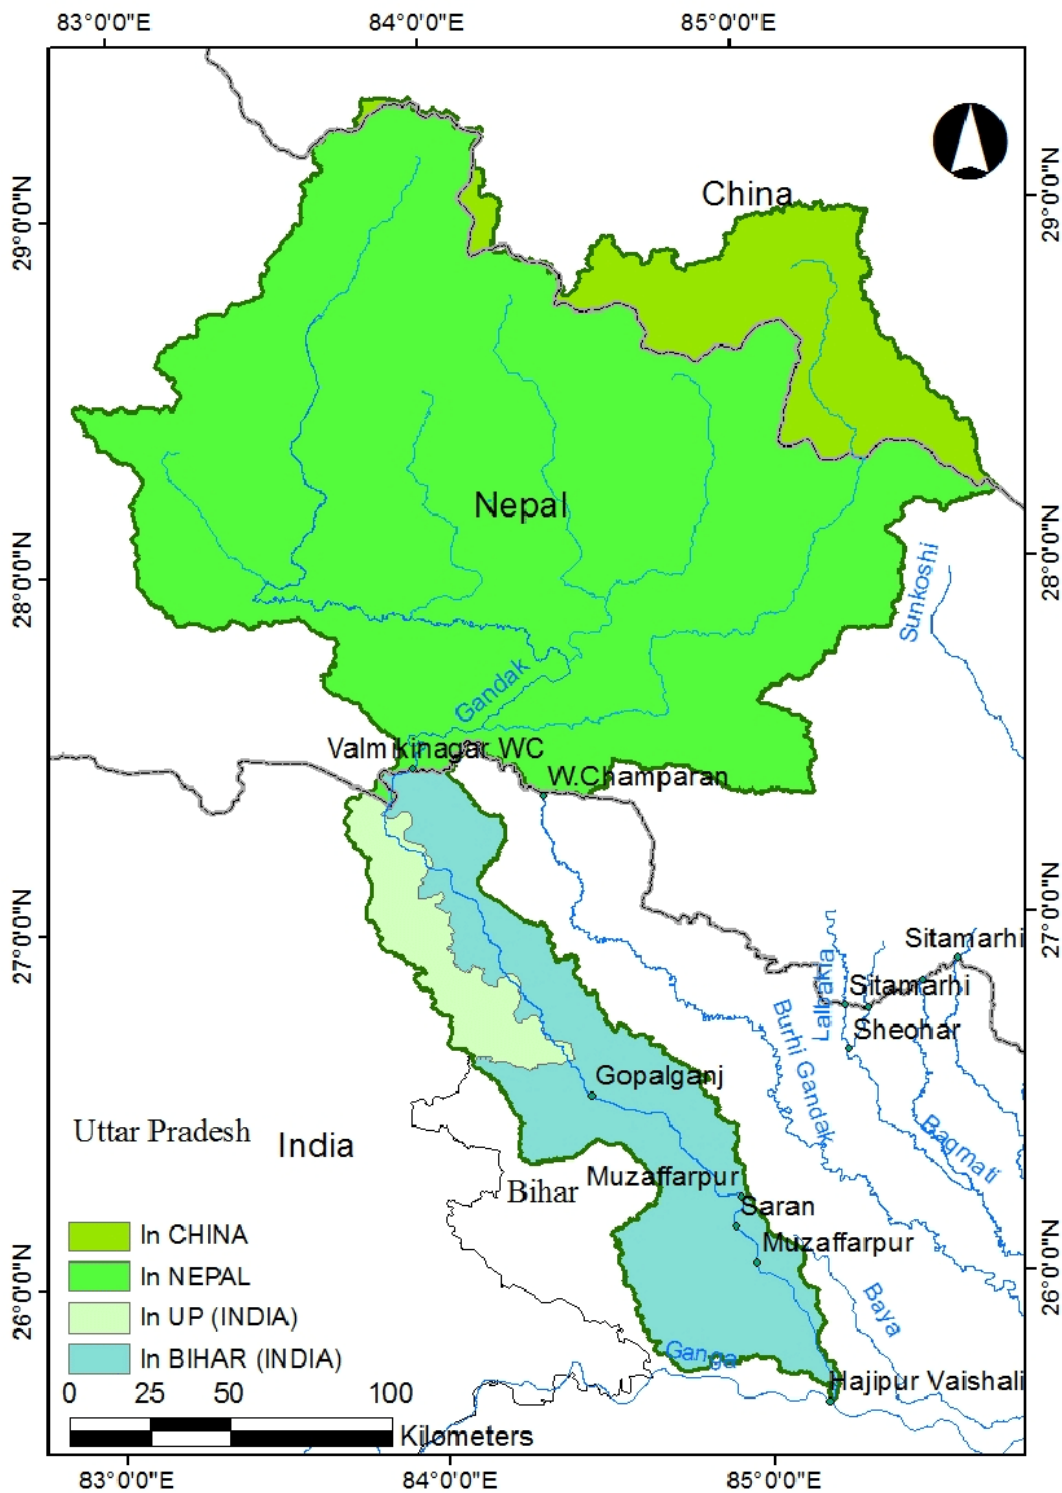 83°0'0"E 84°0'0"E 85°0'0"E
29°0'0"N
29°0'0"N
China
Nepal
28°0'0"N
28°0'0"N
Sunkoshi
Gandak
Valmikinagar WC
W.Champaran
27°0'0"N
27°0'0"N
Sitamarhi
Lalbakia
Sitamarhi
Sheohar
Burhi Gandak
Gopalganj
Bagmati
Uttar Pradesh
India
Bihar
Muzaffarpur
Saran
Muzaffarpur
26°0'0"N
26°0'0"N
Baya
Ganga
Hajipur Vaishali
In CHINA
In NEPAL
In UP (INDIA)
In BIHAR (INDIA)
0 25 50 100
Kilometers
83°0'0"E 84°0'0"E 85°0'0"E